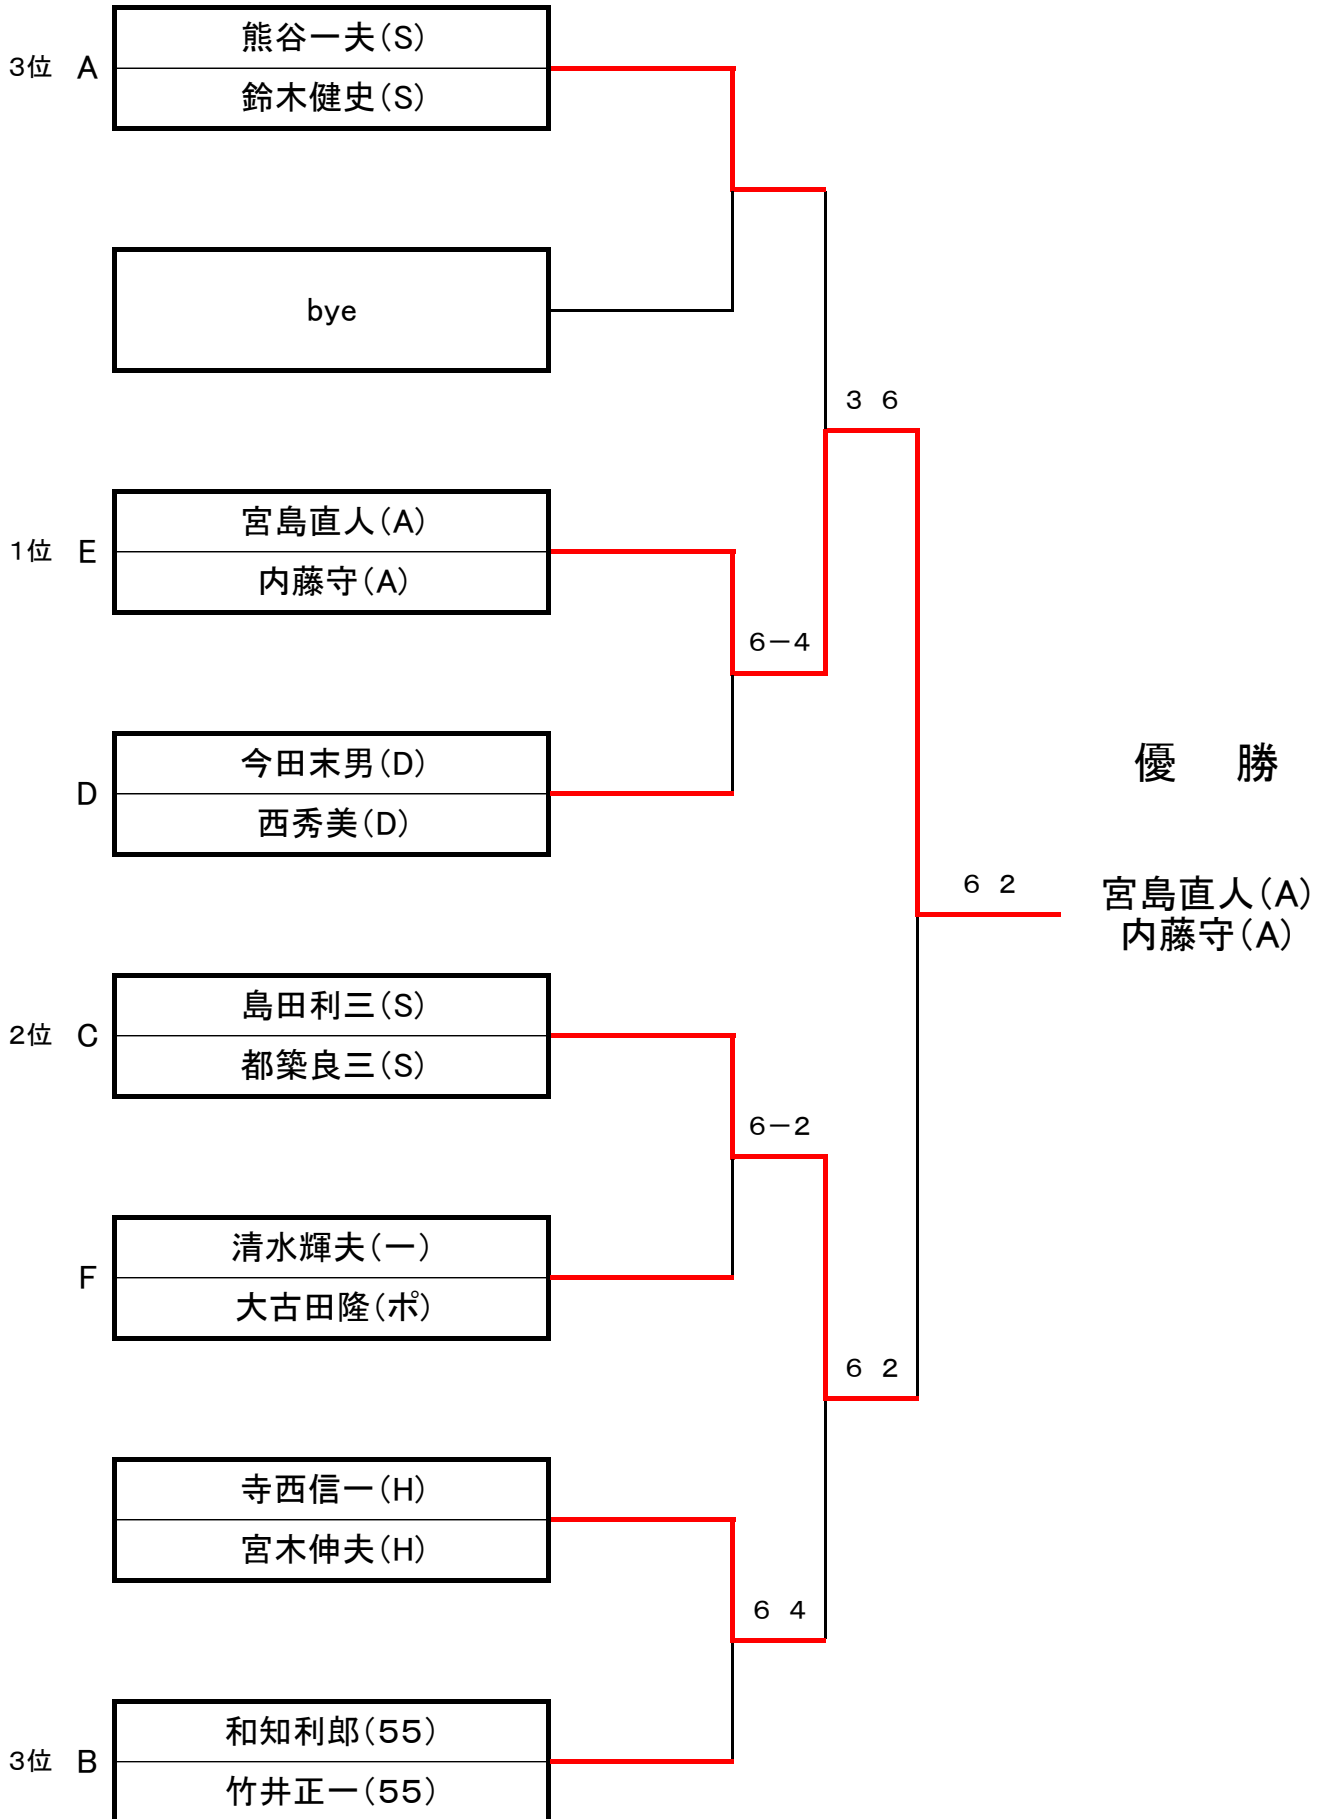 熊谷一夫(S)
3位 A
鈴木健史(S)
bye
3 6
宮島直人(A)
1位 E
内藤守(A)
6-4
今田末男(D)
D
西秀美(D)
優 勝
6 2
宮島直人(A)
内藤守(A)
島田利三(S)
2位 C
都築良三(S)
6-2
清水輝夫(一)
F
大古田隆(ポ)
6 2
寺西信一(H)
宮木伸夫(H)
6 4
和知利郎(55)
3位 B
竹井正一(55)